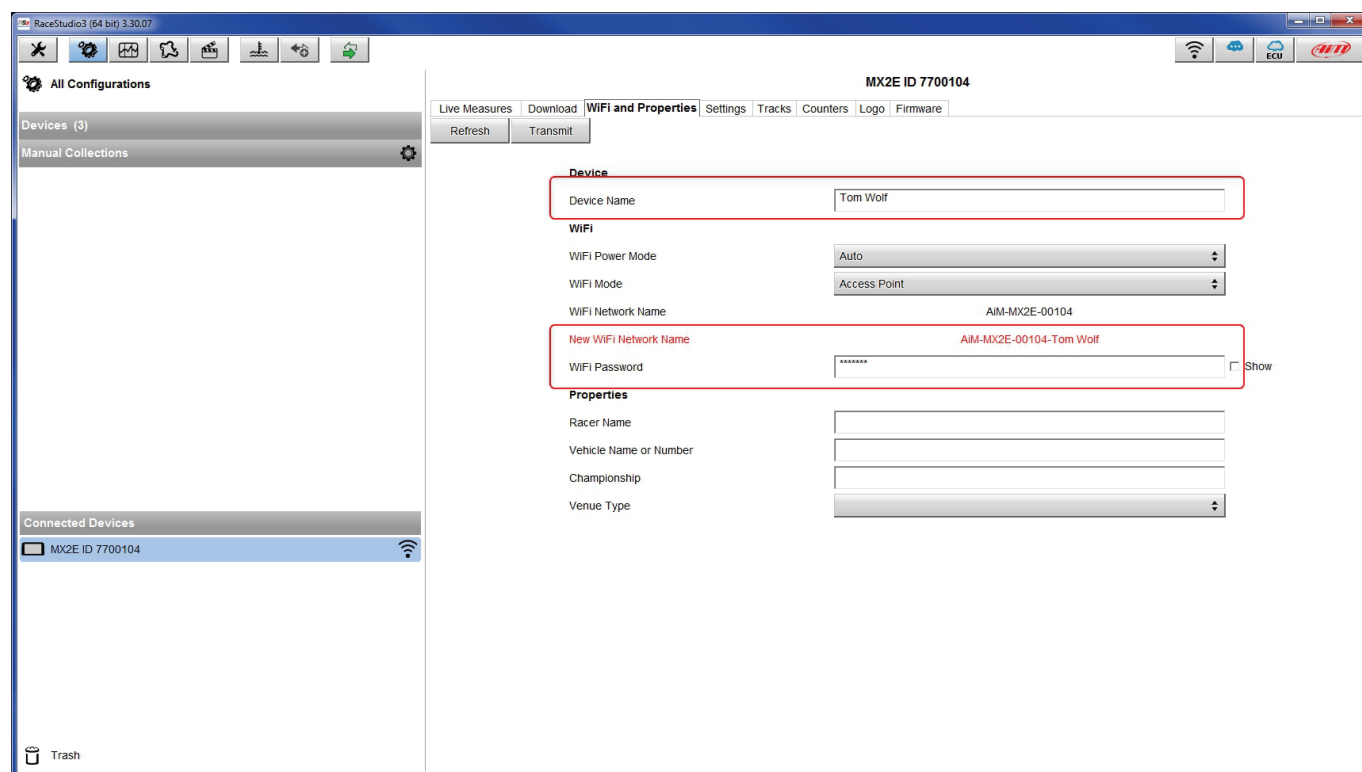 RaceStudio3 (64 bit) 3.30.07
ECU
AiM
All Configurations
MX2E ID 7700104
Live Measures Download WiFi and Properties Settings Tracks Counters Logo Firmware
Devices (3)
Refresh Transmit
Manual Collections
Device
Device Name Tom Wolf
WiFi
WiFi Power Mode Auto
WiFi Mode Access Point
WiFi Network Name AiM-MX2E-00104
New WiFi Network Name AiM-MX2E-00104-Tom Wolf
WiFi Password ******* Show
Properties
Racer Name
Vehicle Name or Number
Championship
Venue Type
Connected Devices
MX2E ID 7700104
Trash